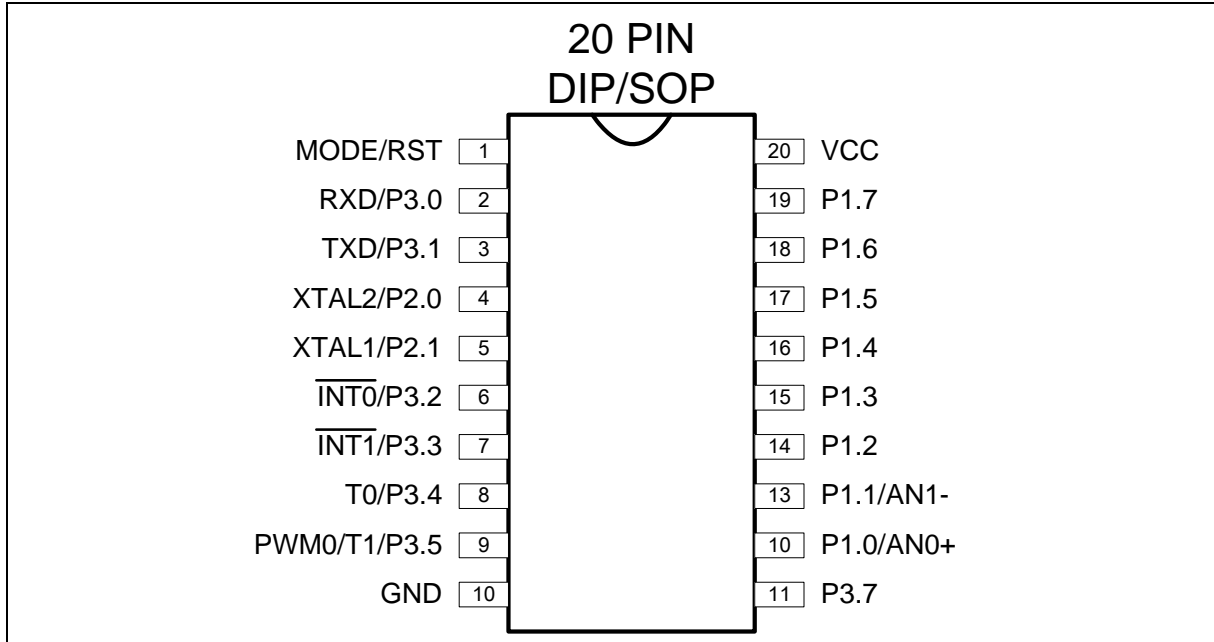 20 PIN
DIP/SOP
MODE/RST 1 20 VCC
RXD/P3.0 2 19 P1.7
TXD/P3.1 3 18 P1.6
XTAL2/P2.0 4 17 P1.5
XTAL1/P2.1 5 16 P1.4
INT0/P3.2 6 15 P1.3
INT1/P3.3 7 14 P1.2
T0/P3.4 8 13 P1.1/AN1-
PWM0/T1/P3.5 9 10 P1.0/AN0+
GND 10 11 P3.7